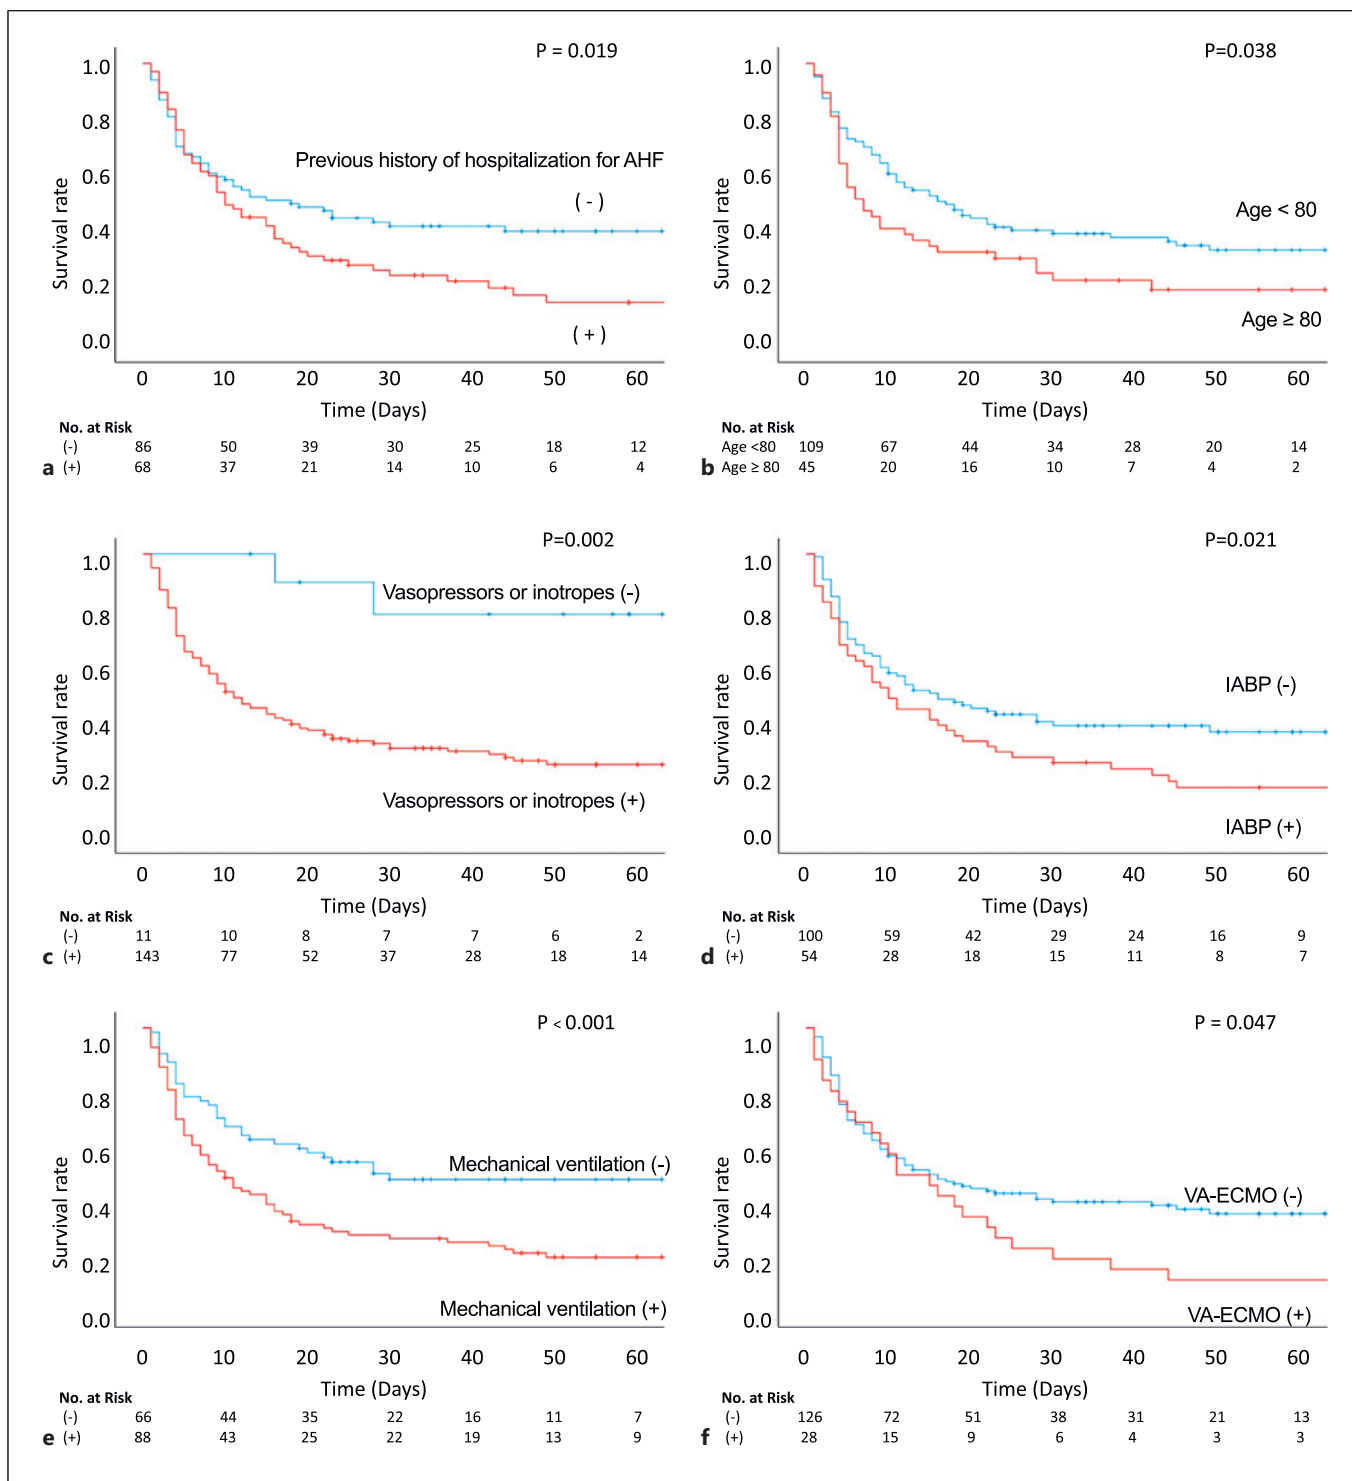 P = 0.019
1.0
0.8
0.6
0.4
0.2
0.0
Survival rate
Previous history of hospitalization for AHF
( - )
( + )
0 10 20 30 40 50 60
Time (Days)
No. at Risk
(-) 86 50 39 30 25 18 12
a (+) 68 37 21 14 10 6 4
P=0.038
1.0
0.8
0.6
0.4
0.2
0.0
Survival rate
Age < 80
Age ≥ 80
0 10 20 30 40 50 60
Time (Days)
No. at Risk
Age <80 109 67 44 34 28 20 14
b Age ≥ 80 45 20 16 10 7 4 2
P=0.002
1.0
0.8
0.6
0.4
0.2
0.0
Survival rate
Vasopressors or inotropes (-)
Vasopressors or inotropes (+)
0 10 20 30 40 50 60
Time (Days)
No. at Risk
(-) 11 10 8 7 7 6 2
c (+) 143 77 52 37 28 18 14
P=0.021
1.0
0.8
0.6
0.4
0.2
0.0
Survival rate
IABP (-)
IABP (+)
0 10 20 30 40 50 60
Time (Days)
No. at Risk
(-) 100 59 42 29 24 16 9
d (+) 54 28 18 15 11 8 7
P < 0.001
1.0
0.8
0.6
0.4
0.2
0.0
Survival rate
Mechanical ventilation (-)
Mechanical ventilation (+)
0 10 20 30 40 50 60
Time (Days)
No. at Risk
(-) 66 44 35 22 16 11 7
e (+) 88 43 25 22 19 13 9
P = 0.047
1.0
0.8
0.6
0.4
0.2
0.0
Survival rate
VA-ECMO (-)
VA-ECMO (+)
0 10 20 30 40 50 60
Time (Days)
No. at Risk
(-) 126 72 51 38 31 21 13
f (+) 28 15 9 6 4 3 3